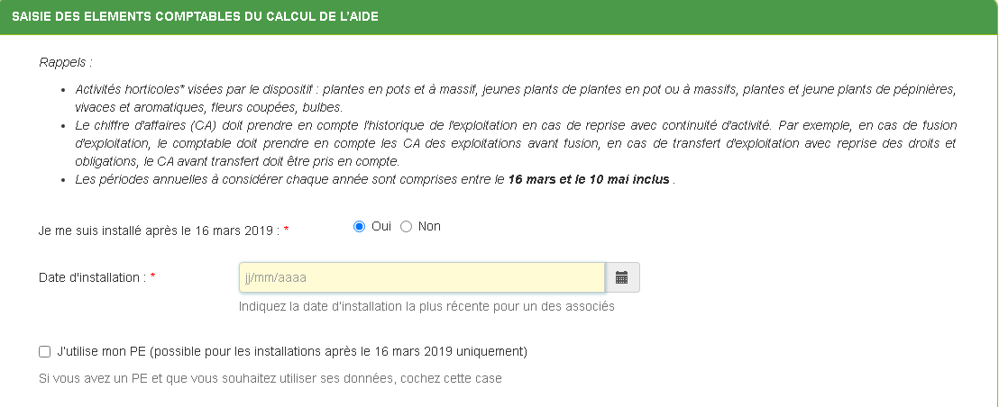 SAISIE DES ELEMENTS COMPTABLES DU CALCUL DE L'AIDE
Rappels :
• Activités horticoles* visées par le dispositif : plantes en pots et à massif, jeunes plants de plantes en pot ou à massifs, plantes et jeune plants de pépinières,
vivaces et aromatiques, fleurs coupées, bulbes.
• Le chiffre d'affaires (CA) doit prendre en compte l'historique de l'exploitation en cas de reprise avec continuité d'activité. Par exemple, en cas de fusion
d'exploitation, le comptable doit prendre en compte les CA des exploitations avant fusion, en cas de transfert d'exploitation avec reprise des droits et
obligations, le CA avant transfert doit être pris en compte.
• Les périodes annuelles à considérer chaque année sont comprises entre le 16 mars et le 10 mai inclus .
Je me suis installé après le 16 mars 2019 : * Oui Non
Date d'installation : * jj/mm/aaaa
Indiquez la date d'installation la plus récente pour un des associés
J'utilise mon PE (possible pour les installations après le 16 mars 2019 uniquement)
Si vous avez un PE et que vous souhaitez utiliser ses données, cochez cette case